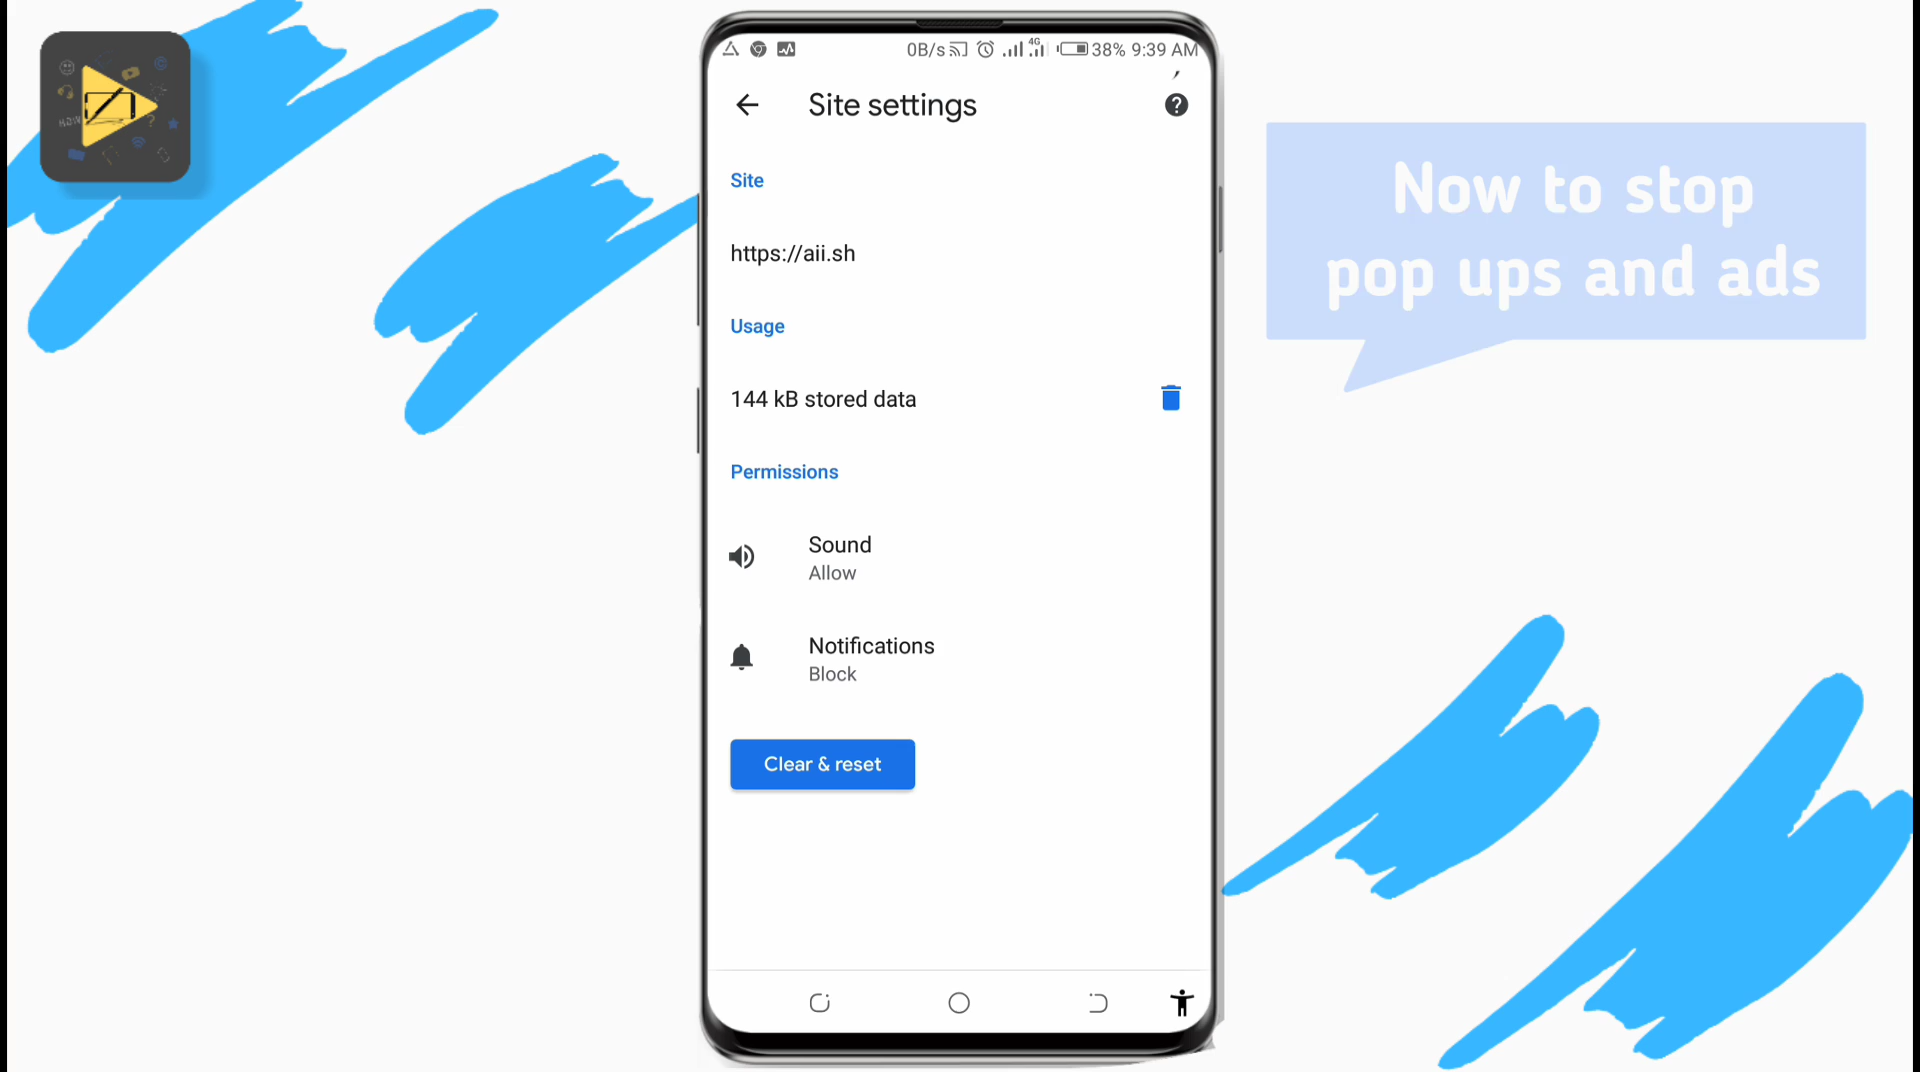 0B/s 4G 38% 9:39 AM
Site settings
Site
https://aii.sh
Usage
144 kB stored data
Permissions
Sound
Allow
Notifications
Block
Clear & reset
Now to stop
pop ups and ads